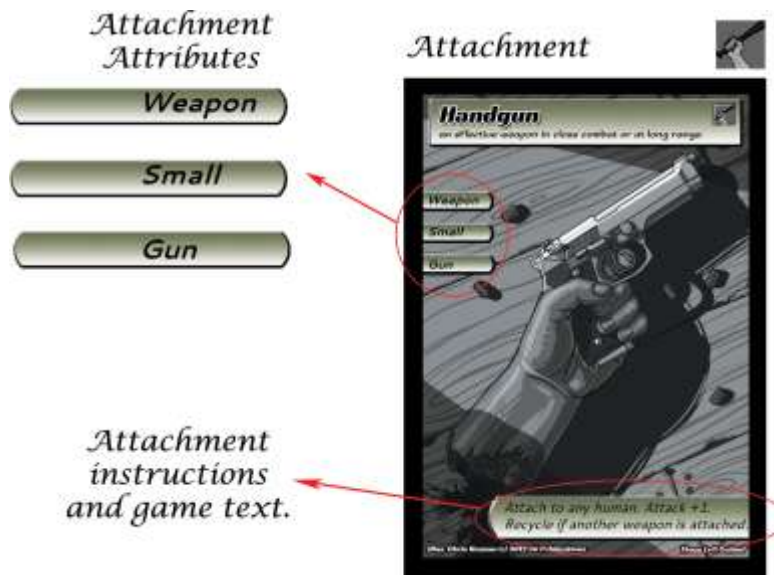 Attachment
Attributes
Weapon
Small
Gun
Attachment
Handgun
an effective weapon in close combat or at long range
Weapon
Small
Gun
Attachment
instructions
and game text.
Attach to any human. Attack +1.
Recycle if another weapon is attached.